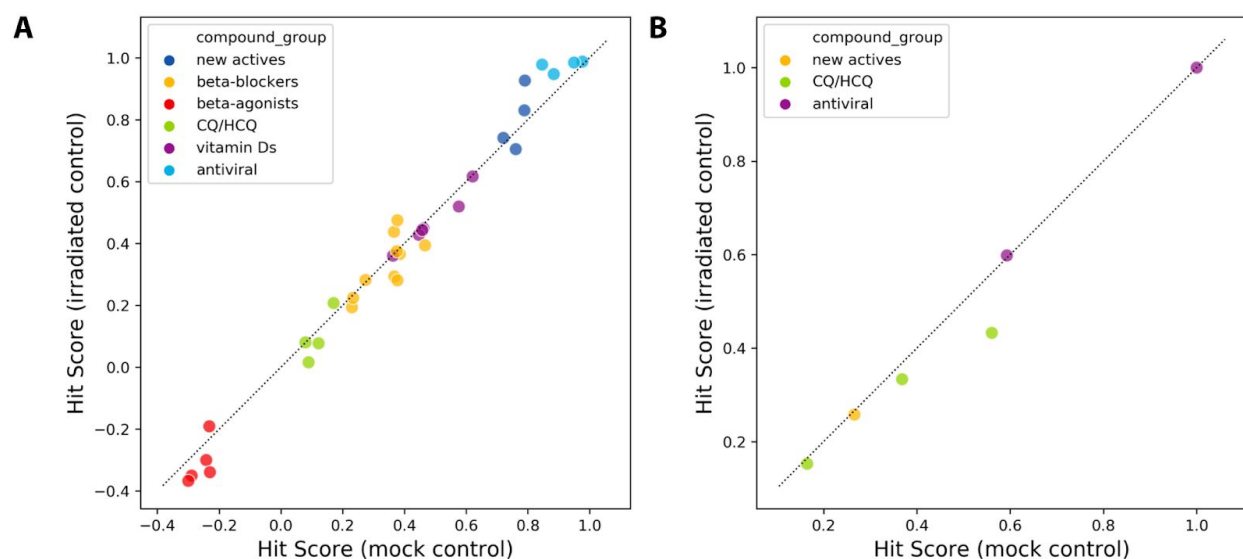 A
compound_group
new actives
beta-blockers
beta-agonists
CQ/HCQ
vitamin Ds
antiviral
1.0
0.8
0.6
0.4
0.2
0.0
−0.2
−0.4
Hit Score (irradiated control)
−0.4 −0.2 0.0 0.2 0.4 0.6 0.8 1.0
Hit Score (mock control)
B
compound_group
new actives
CQ/HCQ
antiviral
1.0
0.8
0.6
0.4
0.2
Hit Score (irradiated control)
0.2 0.4 0.6 0.8 1.0
Hit Score (mock control)